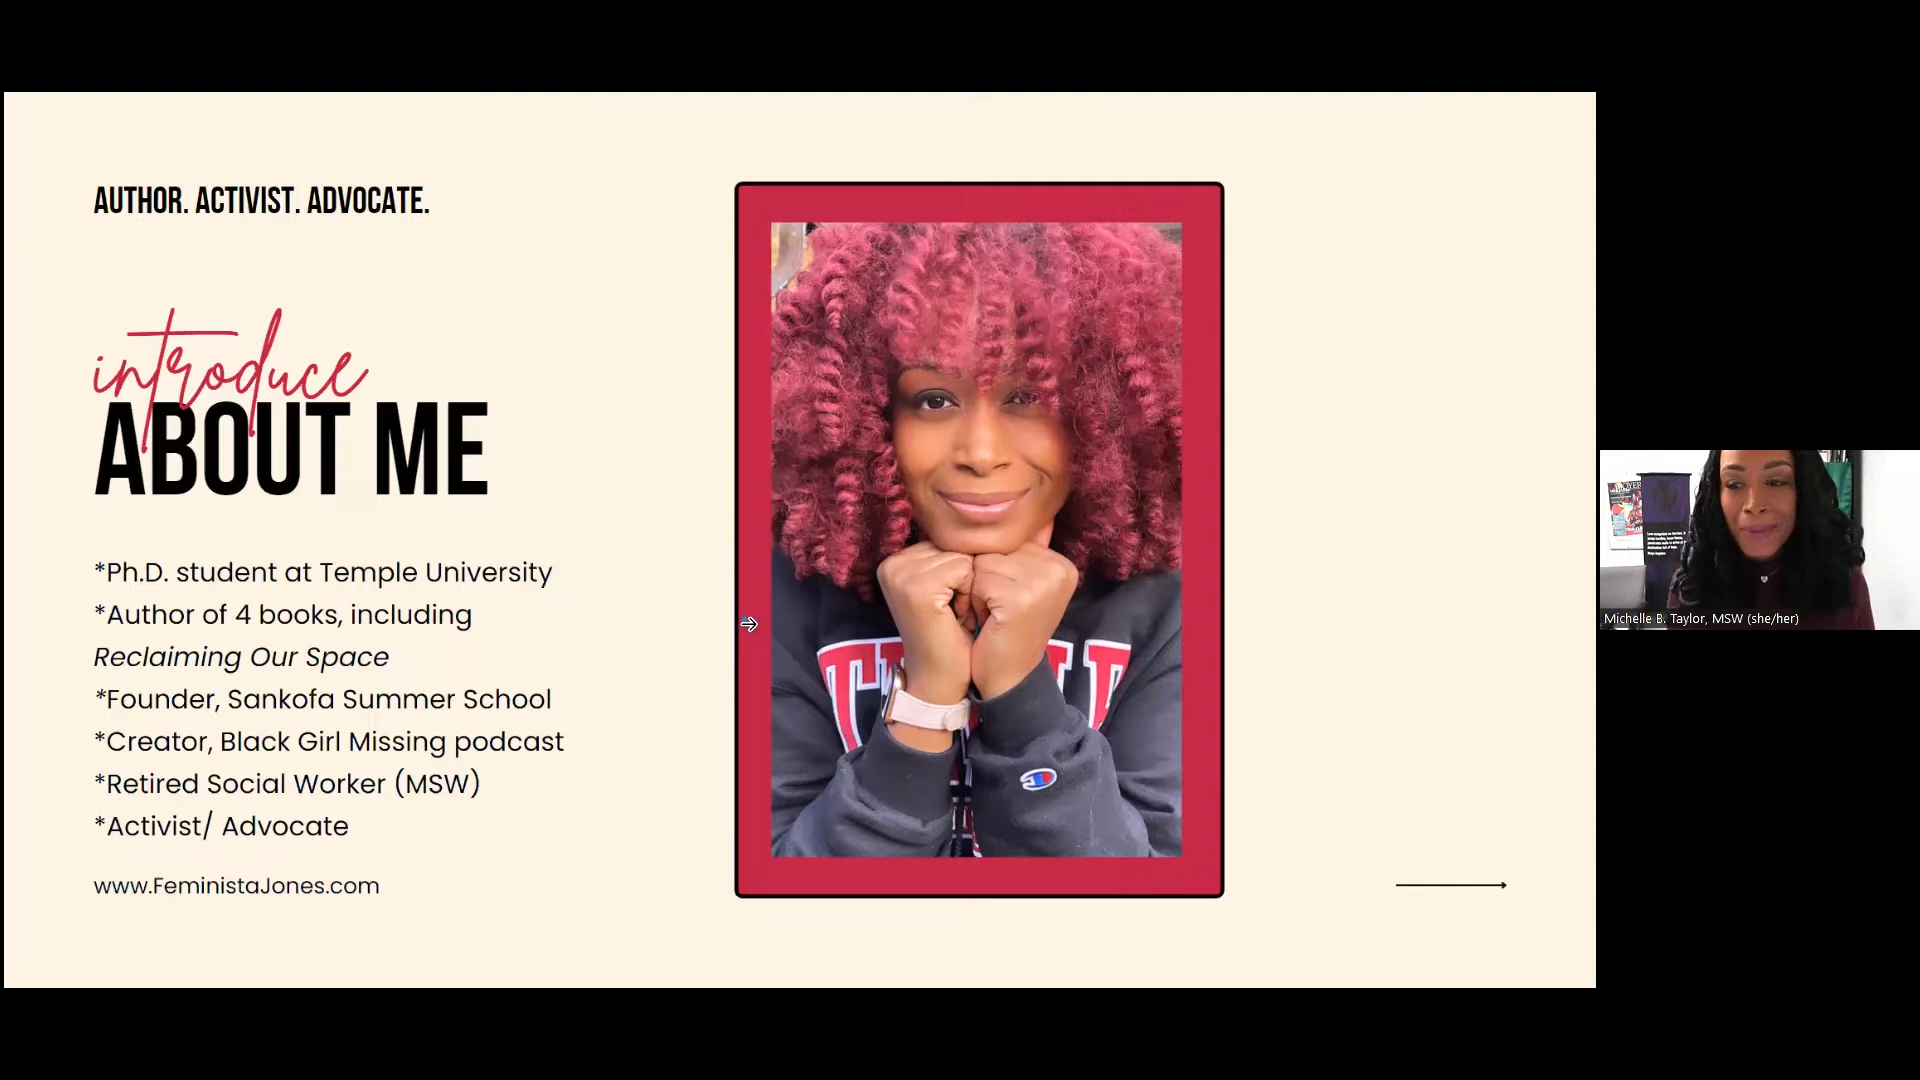 AUTHOR. ACTIVIST. ADVOCATE.
introduce
ABOUT ME
*Ph.D. student at Temple University
*Author of 4 books, including
Reclaiming Our Space
*Founder, Sankofa Summer School
*Creator, Black Girl Missing podcast
*Retired Social Worker (MSW)
*Activist/ Advocate
www.FeministaJones.com
Michelle B. Taylor, MSW (she/her)